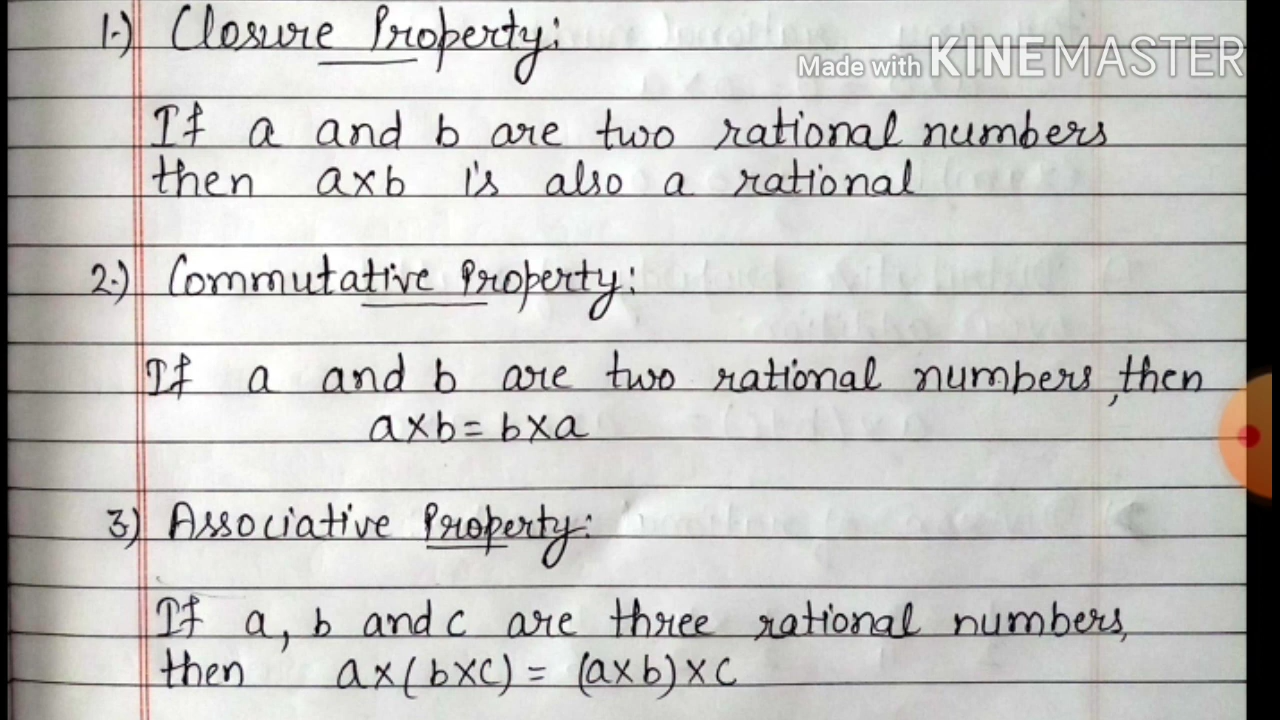 1.) Closure Property:
Made with KINEMASTER
If a and b are two rational numbers
then a×b is also a rational
2.) Commutative Property:
If a and b are two rational numbers, then
a×b = b×a
3) Associative Property:
If a, b and c are three rational numbers,
then a×(b×c) = (a×b)×c